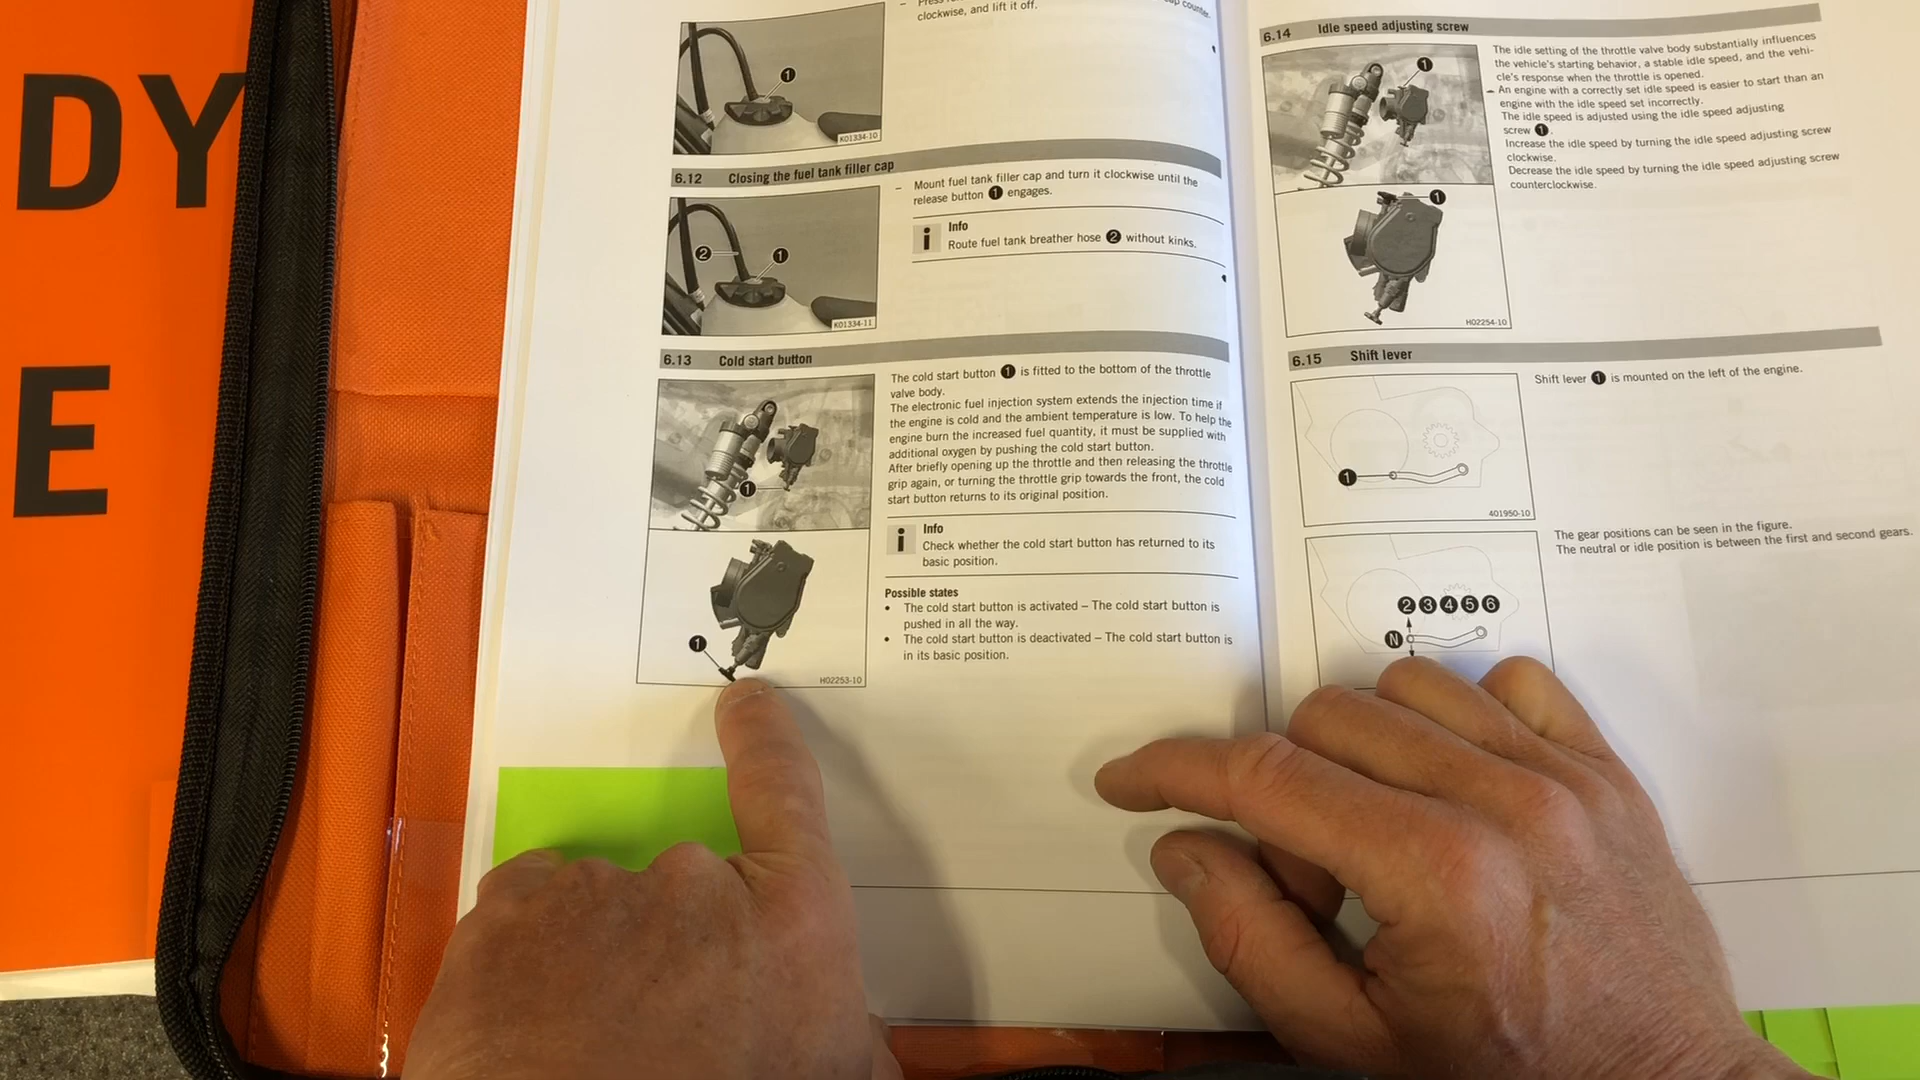 DY
E
clockwise, and lift it off.
1
K01334-10
6.12 Closing the fuel tank filler cap
– Mount fuel tank filler cap and turn it clockwise until the
release button 1 engages.
Info
Route fuel tank breather hose 2 without kinks.
2
1
K01334-11
6.13 Cold start button
The cold start button 1 is fitted to the bottom of the throttle
valve body.
The electronic fuel injection system extends the injection time if
the engine is cold and the ambient temperature is low. To help the
engine burn the increased fuel quantity, it must be supplied with
additional oxygen by pushing the cold start button.
After briefly opening up the throttle and then releasing the throttle
grip again, or turning the throttle grip towards the front, the cold
start button returns to its original position.
1
Info
Check whether the cold start button has returned to its
basic position.
Possible states
• The cold start button is activated – The cold start button is
pushed in all the way.
• The cold start button is deactivated – The cold start button is
in its basic position.
1
H02253-10
6.14 Idle speed adjusting screw
The idle setting of the throttle valve body substantially influences
the vehicle's starting behavior, a stable idle speed, and the vehi-
cle's response when the throttle is opened.
An engine with a correctly set idle speed is easier to start than an
engine with the idle speed set incorrectly.
The idle speed is adjusted using the idle speed adjusting
screw 1.
Increase the idle speed by turning the idle speed adjusting screw
clockwise.
Decrease the idle speed by turning the idle speed adjusting screw
counterclockwise.
1
1
H02254-10
6.15 Shift lever
Shift lever 1 is mounted on the left of the engine.
1
401950-10
The gear positions can be seen in the figure.
The neutral or idle position is between the first and second gears.
2 3 4 5 6
N